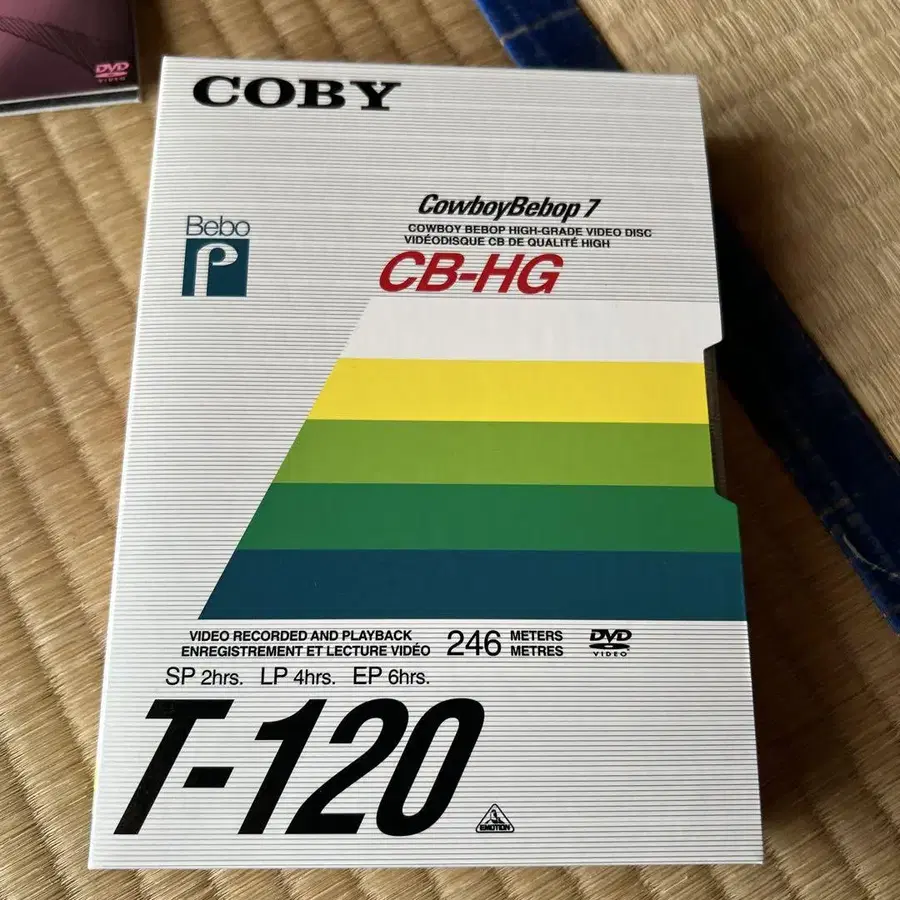 DVD
VIDEO
COBY
CowboyBebop 7
COWBOY BEBOP HIGH-GRADE VIDEO DISC
VIDÉODISQUE CB DE QUALITÉ HIGH
CB-HG
Bebo
P
VIDEO RECORDED AND PLAYBACK
ENREGISTREMENT ET LECTURE VIDÉO
246 METERS
METRES
DVD
VIDEO
SP 2hrs. LP 4hrs. EP 6hrs.
T-120
EMOTION